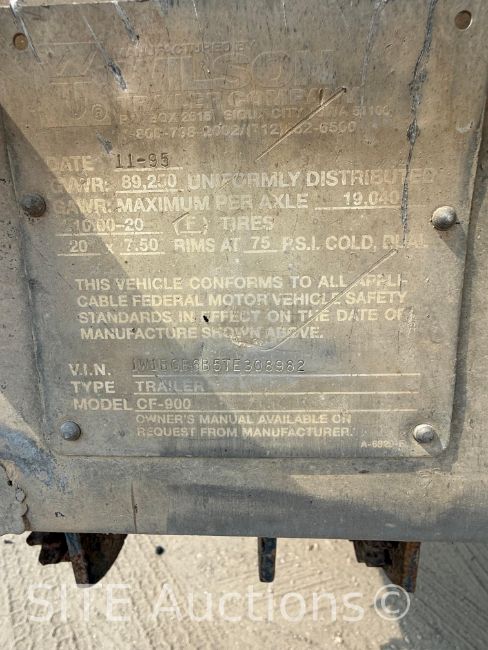 MANUFACTURED BY
WILSON
TRAILER COMPANY
P.O. BOX 2616 SIOUX CITY, IOWA 51106
DATE 11-95
GVWR: 89,250 UNIFORMLY DISTRIBUTED
GAWR: MAXIMUM PER AXLE 19,040
10:00-20 (F) TIRES
20 x 7.50 RIMS AT 75 P.S.I. COLD, DUAL
THIS VEHICLE CONFORMS TO ALL APPLI-
CABLE FEDERAL MOTOR VEHICLE SAFETY
STANDARDS IN EFFECT ON THE DATE OF
MANUFACTURE SHOWN ABOVE.
V.I.N.
TYPE TRAILER
MODEL CF-900
OWNER'S MANUAL AVAILABLE ON
REQUEST FROM MANUFACTURER.
SITE Auctions©